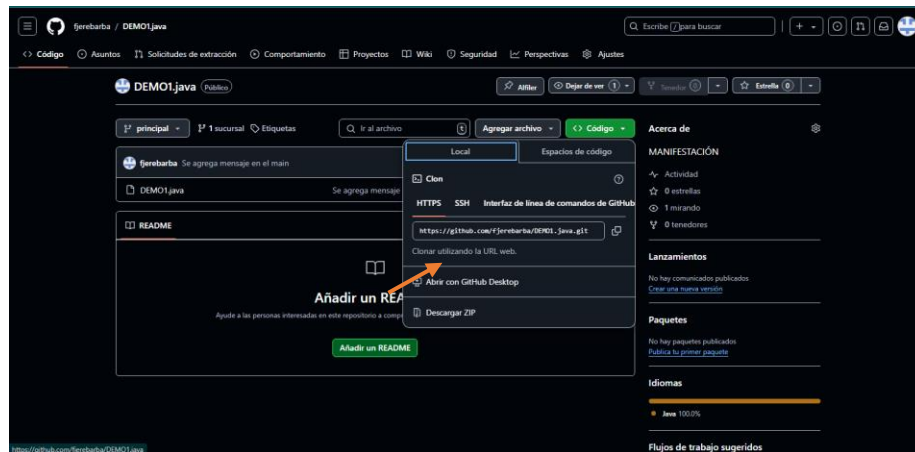 fjerebarba / DEMO1.java
Escribe / para buscar
Código Asuntos Solicitudes de extracción Comportamiento Proyectos Wiki Seguridad Perspectivas Ajustes
DEMO1.java Público
Alfiler Dejar de ver 1 Tenedor 0 Estrella 0
principal 1 sucursal Etiquetas Ir al archivo t Agregar archivo Código
Acerca de
Local Espacios de código
MANIFESTACIÓN
fjerebarba Se agrega mensaje en el main
Clon
Actividad
DEMO1.java Se agrega mensaje
0 estrellas
HTTPS SSH Interfaz de línea de comandos de GitHub
1 mirando
README
https://github.com/fjerebarba/DEMO1.java.git
0 tenedores
Clonar utilizando la URL web.
Lanzamientos
Abrir con GitHub Desktop
No hay comunicados publicados
Crear una nueva versión
Añadir un REA
Ayude a las personas interesadas en este repositorio a comp
Descargar ZIP
Paquetes
No hay paquetes publicados
Publica tu primer paquete
Añadir un README
Idiomas
Java 100.0%
Flujos de trabajo sugeridos
https://github.com/fjerebarba/DEMO1.java